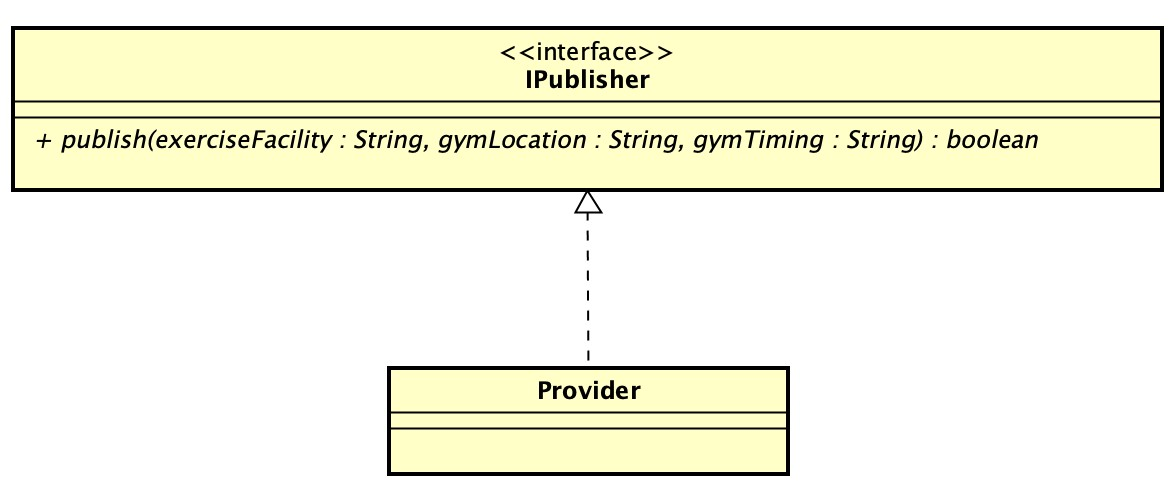 <<interface>>
IPublisher
+ publish(exerciseFacility : String, gymLocation : String, gymTiming : String) : boolean
Provider